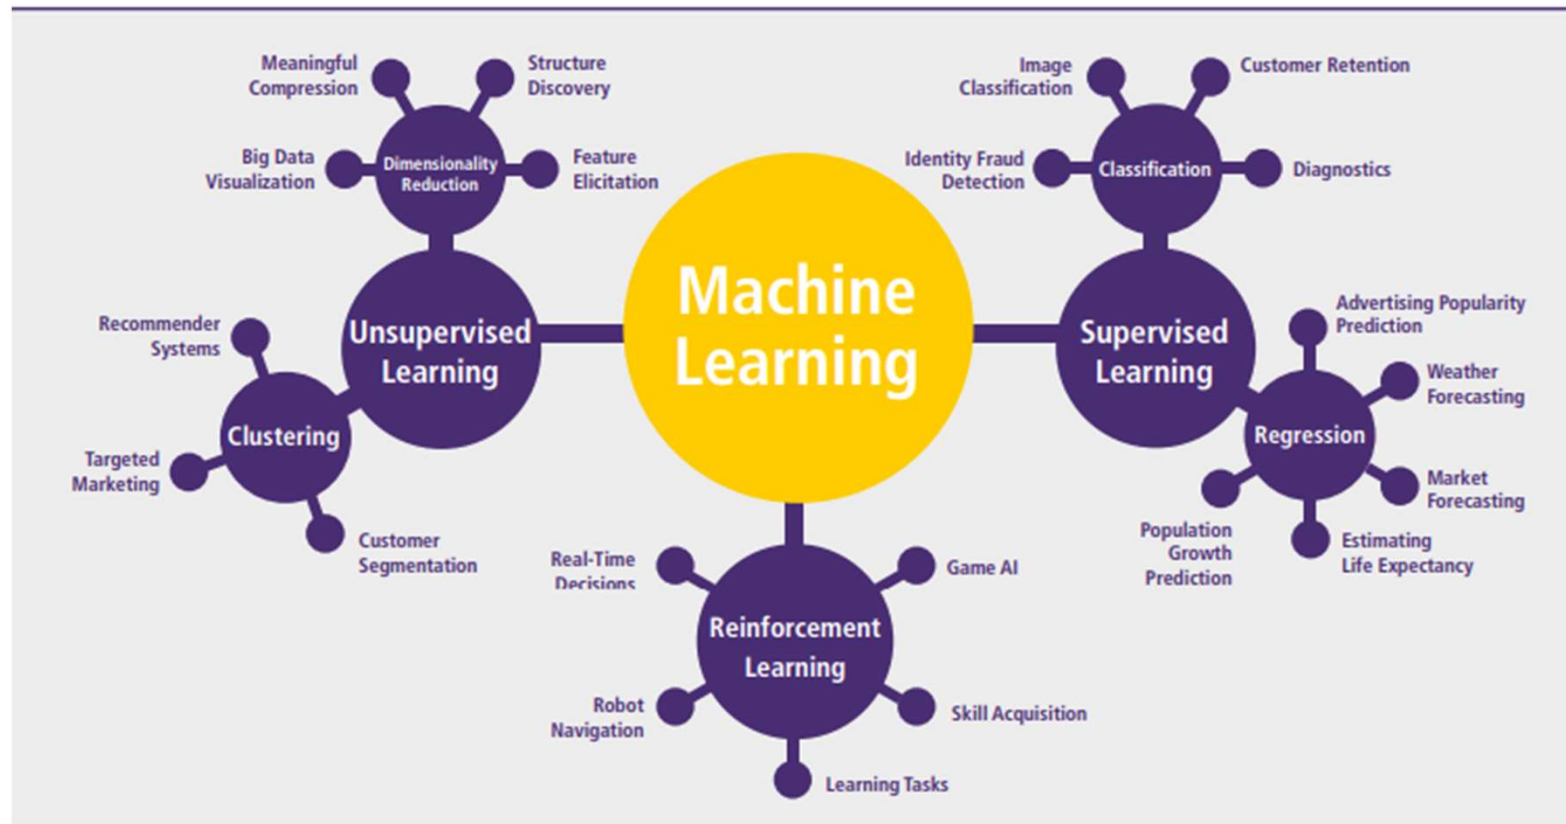 Meaningful
Compression
Structure
Discovery
Big Data
Visualization
Dimensionality
Reduction
Feature
Elicitation
Image
Classification
Customer Retention
Identity Fraud
Detection
Classification
Diagnostics
Machine
Learning
Unsupervised
Learning
Recommender
Systems
Clustering
Targeted
Marketing
Customer
Segmentation
Supervised
Learning
Advertising Popularity
Prediction
Weather
Forecasting
Regression
Market
Forecasting
Population
Growth
Prediction
Estimating
Life Expectancy
Real-Time
Decisions
Game AI
Reinforcement
Learning
Robot
Navigation
Skill Acquisition
Learning Tasks